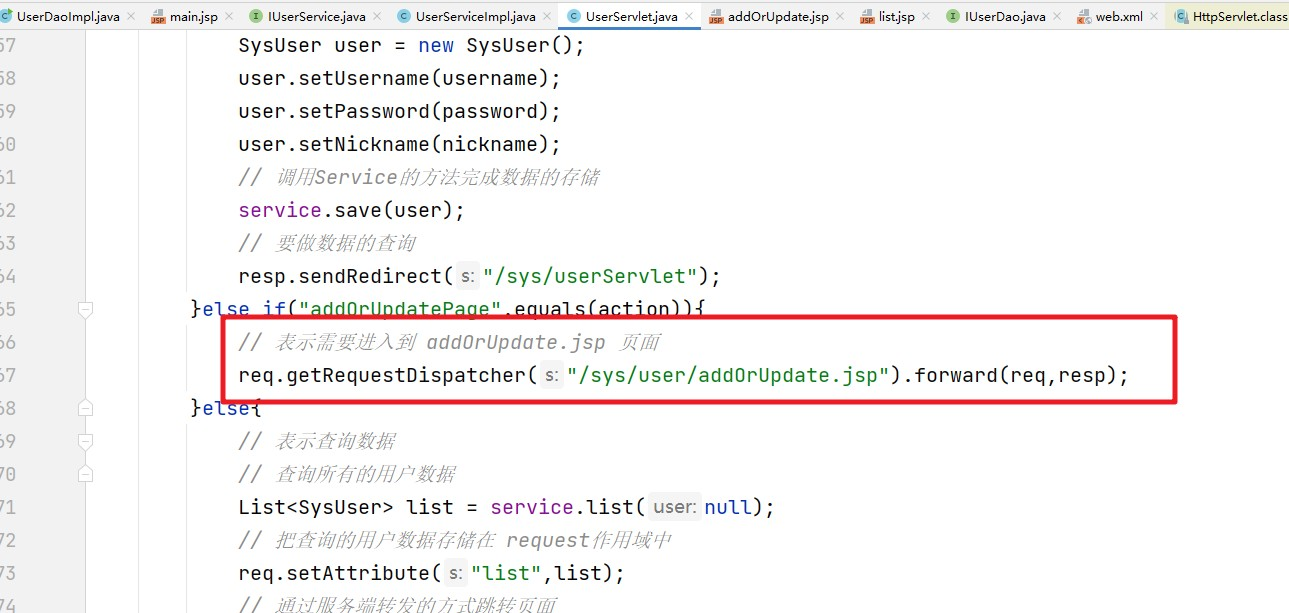 UserDaoImpl.java × main.jsp × IUserService.java × UserServiceImpl.java × UserServlet.java × addOrUpdate.jsp × list.jsp × IUserDao.java × web.xml × HttpServlet.class
57 SysUser user = new SysUser();
58 user.setUsername(username);
59 user.setPassword(password);
60 user.setNickname(nickname);
61 // 调用Service的方法完成数据的存储
62 service.save(user);
63 // 要做数据的查询
64 resp.sendRedirect( s: "/sys/userServlet");
65 }else if("addOrUpdatePage".equals(action)){
66 // 表示需要进入到 addOrUpdate.jsp 页面
67 req.getRequestDispatcher( s: "/sys/user/addOrUpdate.jsp").forward(req,resp);
68 }else{
69 // 表示查询数据
70 // 查询所有的用户数据
71 List<SysUser> list = service.list( user: null);
72 // 把查询的用户数据存储在 request作用域中
73 req.setAttribute( s: "list",list);
74 // 通过服务端转发的方式跳转页面